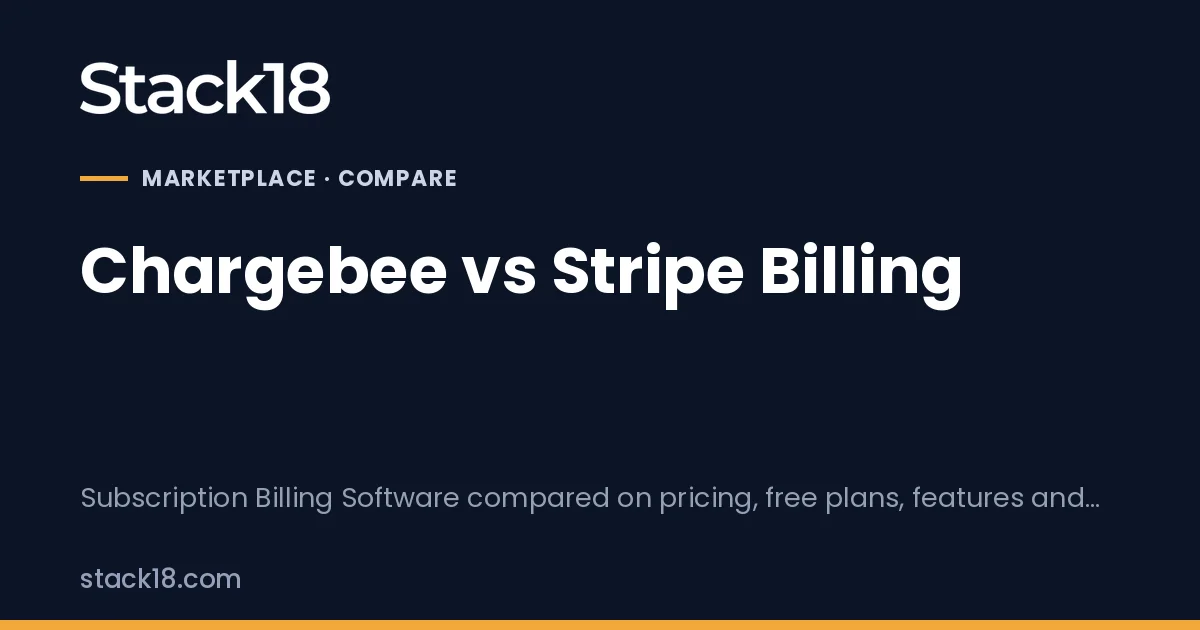 Stack18
MARKETPLACE · COMPARE
Chargebee vs Stripe Billing
Subscription Billing Software compared on pricing, free plans, features and...
stack18.com